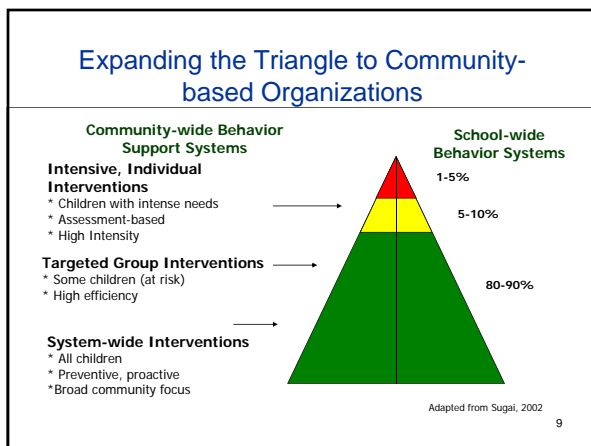 Expanding the Triangle to Community-
based Organizations
Community-wide Behavior
Support Systems
Intensive, Individual
Interventions
* Children with intense needs
* Assessment-based
* High Intensity
Targeted Group Interventions
* Some children (at risk)
* High efficiency
System-wide Interventions
* All children
* Preventive, proactive
*Broad community focus
School-wide
Behavior Systems
1-5%
5-10%
80-90%
Adapted from Sugai, 2002
9